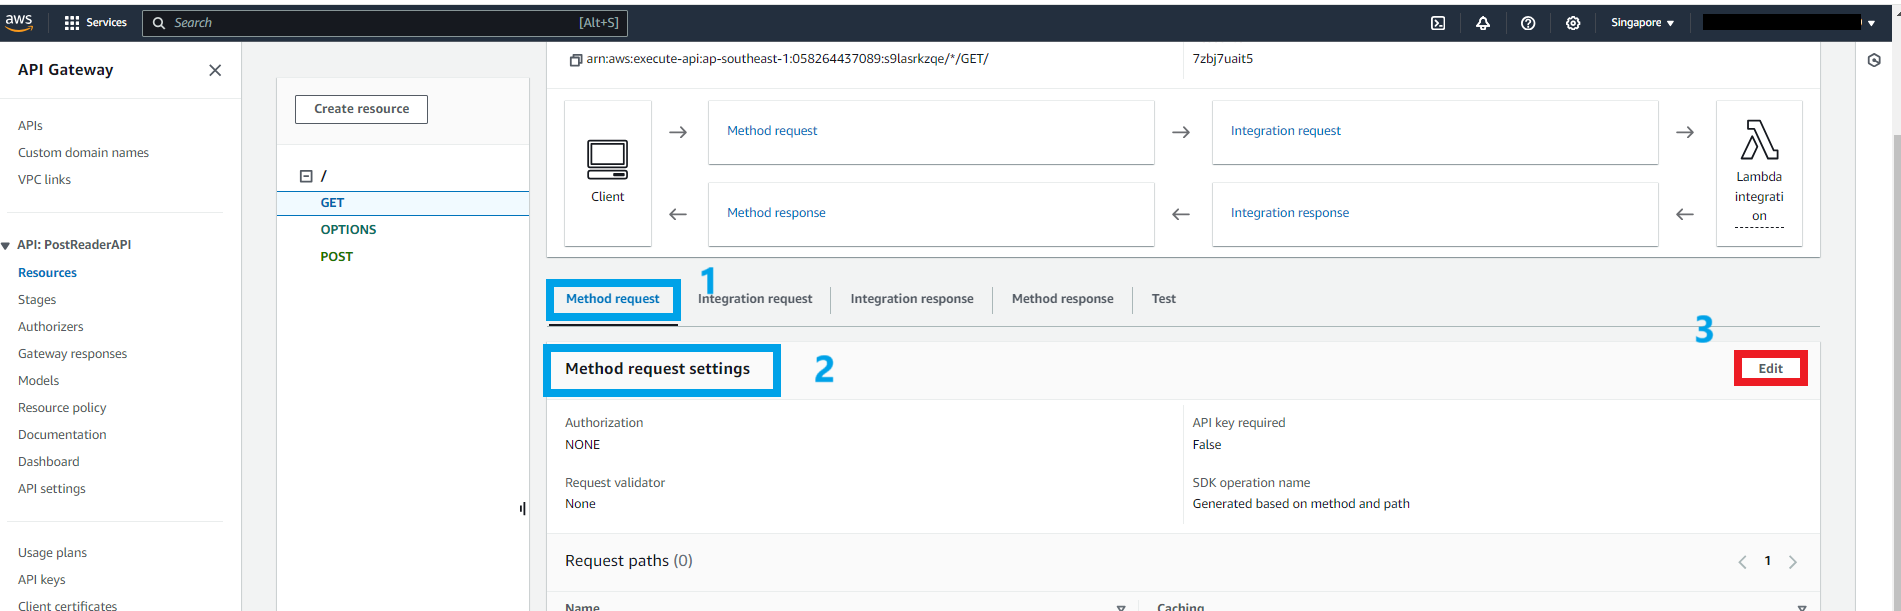 aws
Services
Search
[Alt+S]
Singapore
API Gateway
APIs
Custom domain names
VPC links
API: PostReaderAPI
Resources
Stages
Authorizers
Gateway responses
Models
Resource policy
Documentation
Dashboard
API settings
Usage plans
API keys
Client certificates
Create resource
/
GET
OPTIONS
POST
arn:aws:execute-api:ap-southeast-1:058264437089:s9lasrkzqe/*/GET/
7zbj7uait5
Client
Method request
Integration request
Method response
Integration response
Lambda
integrati
on
1
Method request
Integration request
Integration response
Method response
Test
Method request settings
2
3
Edit
Authorization
NONE
API key required
False
Request validator
None
SDK operation name
Generated based on method and path
Request paths (0)
1
Name
Caching